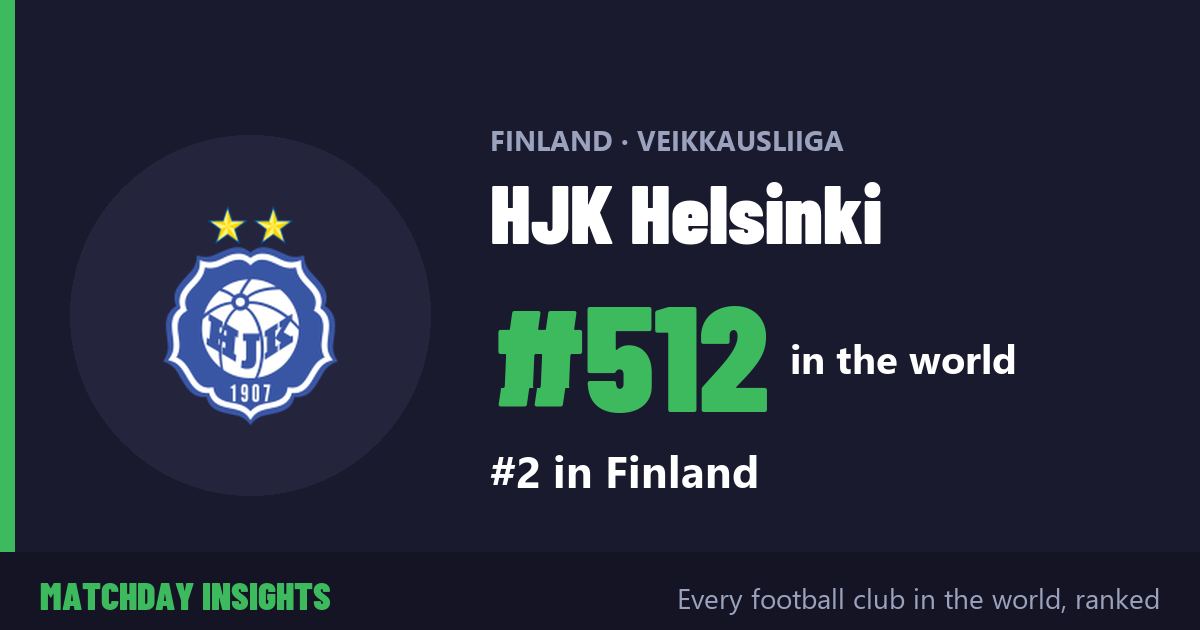 FINLAND · VEIKKAUSLIIGA
HJK Helsinki
#512 in the world
#2 in Finland
HJK
1907
MATCHDAY INSIGHTS
Every football club in the world, ranked